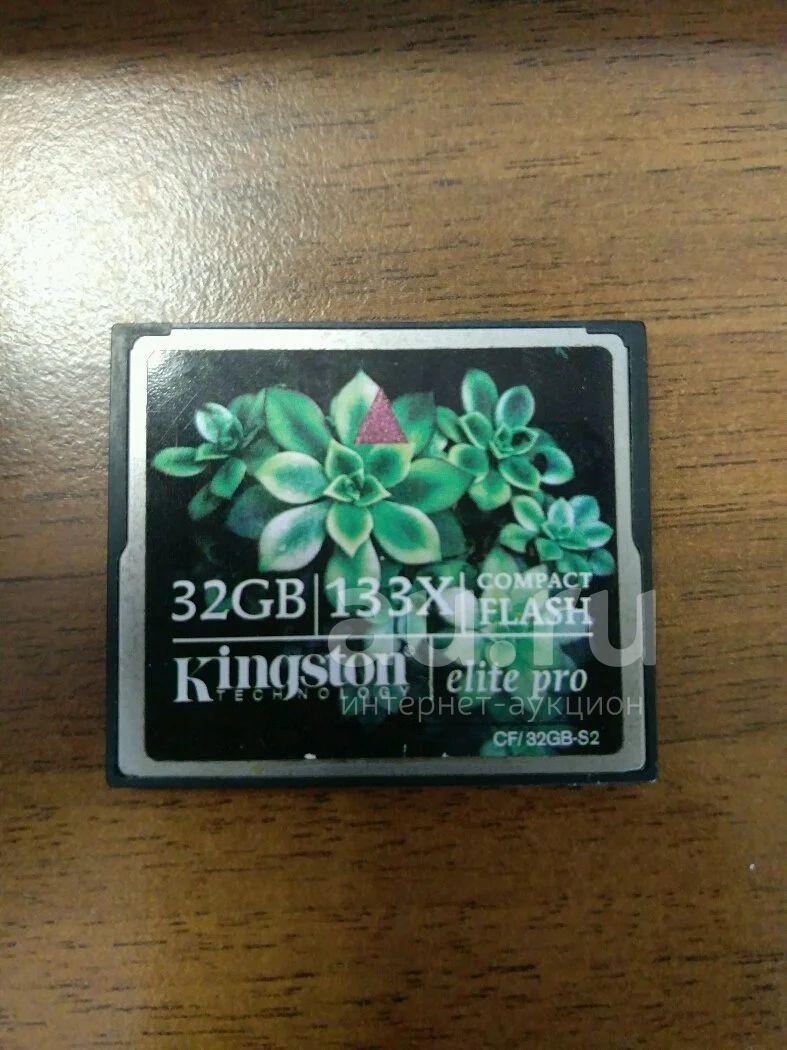 32GB 133X COMPACT FLASH
Kingston® elite pro
TECHNOLOGY
au.ru
интернет-аукцион
CF/32GB-S2